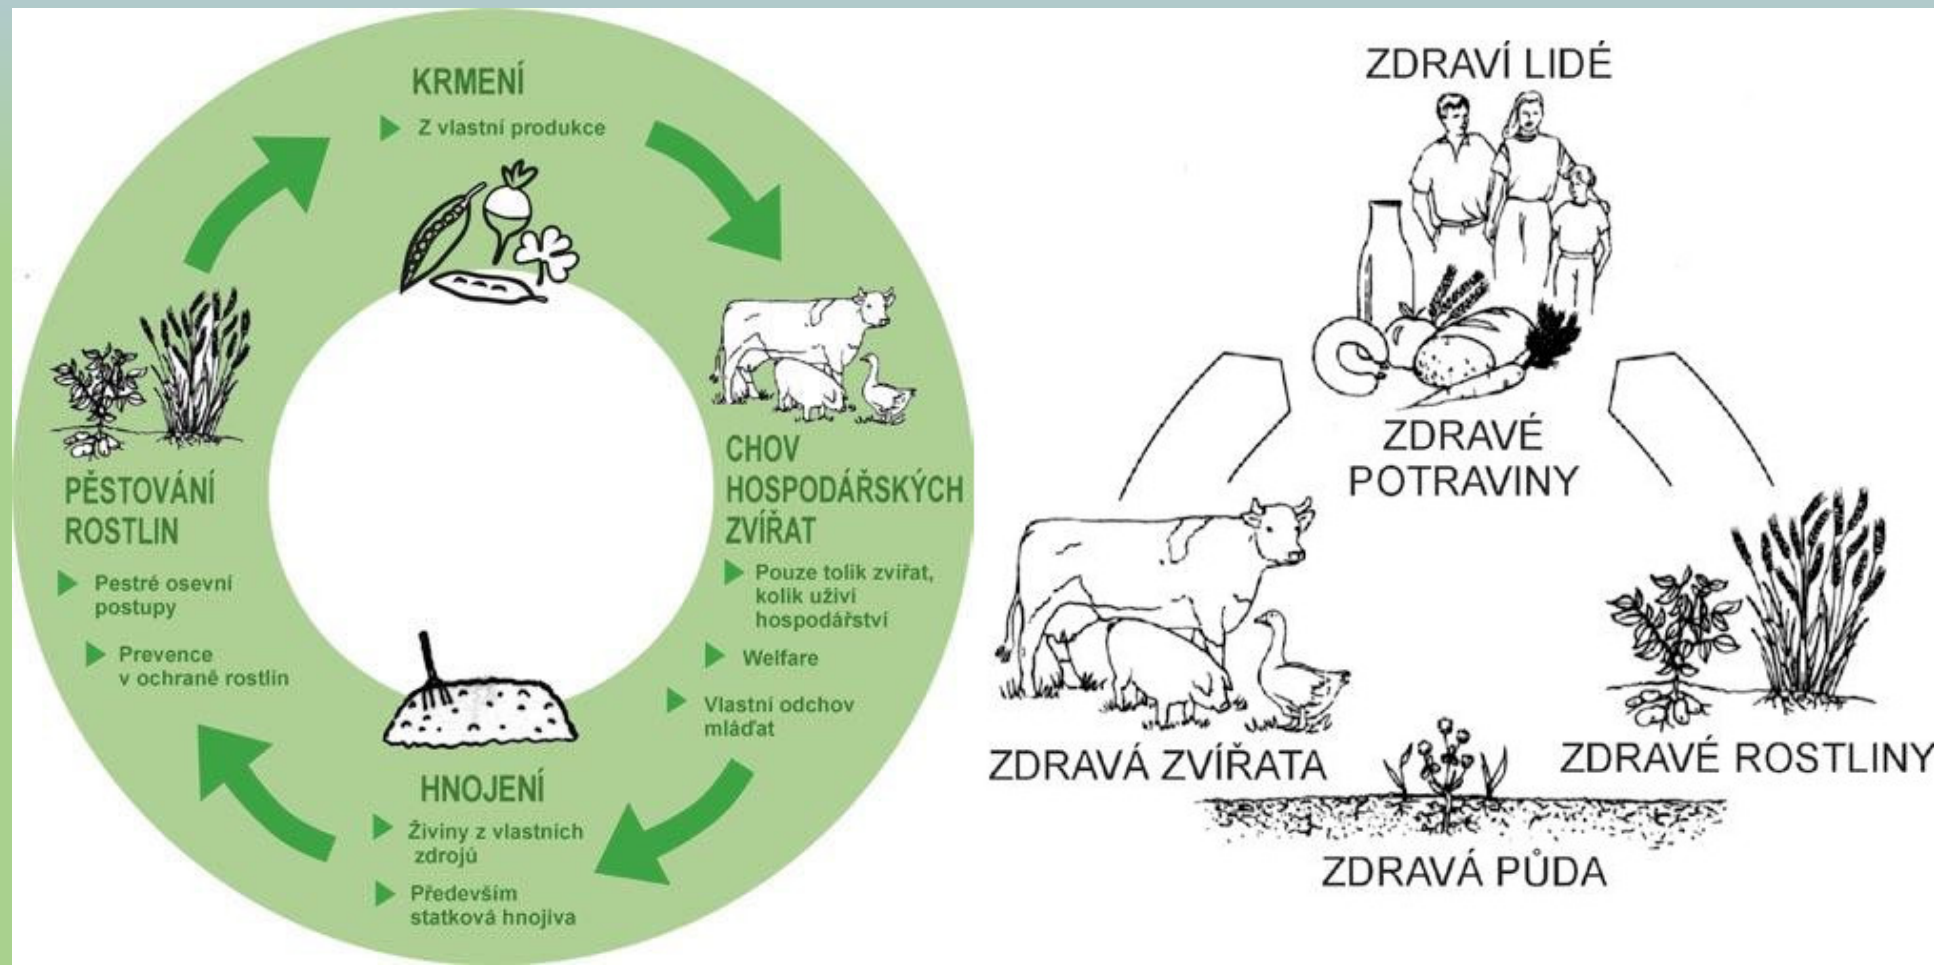 KRMENÍ
Z vlastní produkce
CHOV
HOSPODÁŘSKÝCH
ZVÍŘAT
Pouze tolik zvířat,
kolik uživí
hospodářství
Welfare
Vlastní odchov
mláďat
HNOJENÍ
Živiny z vlastních
zdrojů
Především
statková hnojiva
PĚSTOVÁNÍ
ROSTLIN
Pestré osevní
postupy
Prevence
v ochraně rostlin
ZDRAVÍ LIDÉ
ZDRAVÉ
POTRAVINY
ZDRAVÁ ZVÍŘATA
ZDRAVÉ ROSTLINY
ZDRAVÁ PŮDA